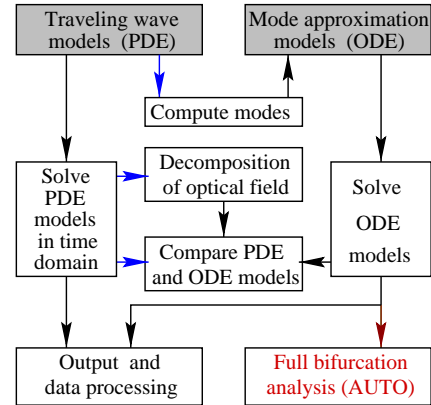 Traveling wave
models (PDE)
Mode approximation
models (ODE)
Compute modes
Decomposition
of optical field
Solve
PDE
models
in time
domain
Solve
ODE
models
Compare PDE
and ODE models
Output and
data processing
Full bifurcation
analysis (AUTO)